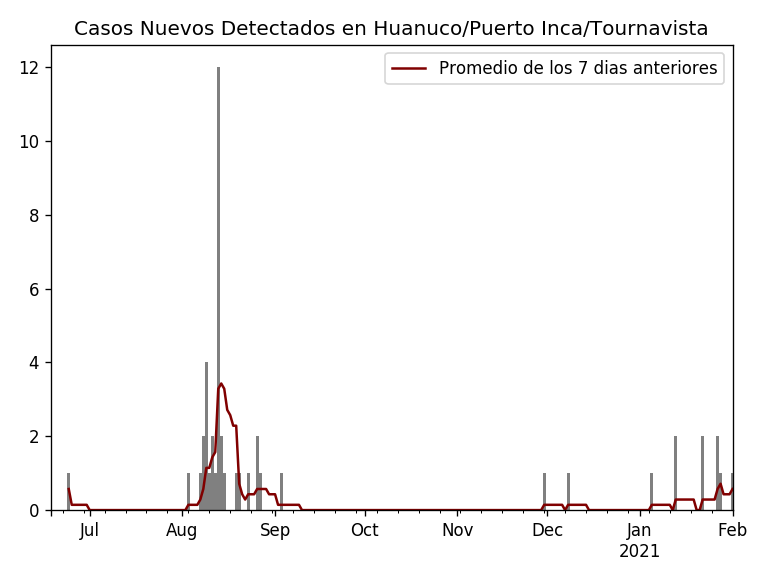 Casos Nuevos Detectados en Huanuco/Puerto Inca/Tournavista
Promedio de los 7 dias anteriores
12
10
8
6
4
2
0
Jul Aug Sep Oct Nov Dec Jan Feb
2021